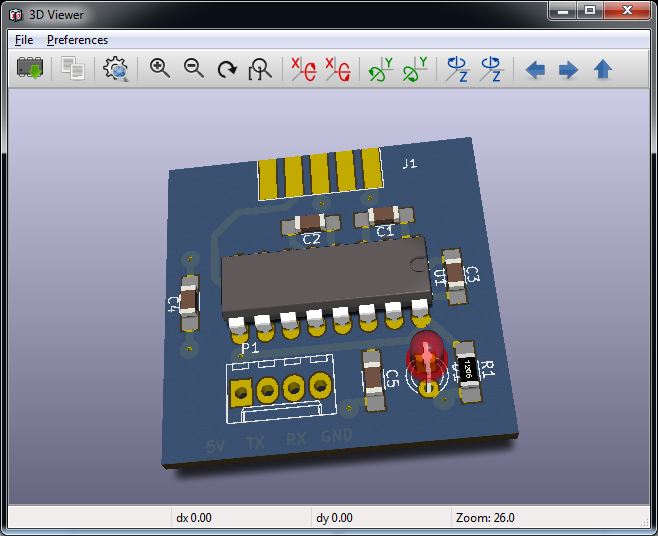 3D Viewer
File Preferences
X X Y Y Z Z
J1
C2 C1
U1 C3
C4
P1
C5 R1
1206
5V TX RX GND
dx 0.00 dy 0.00 Zoom: 26.0